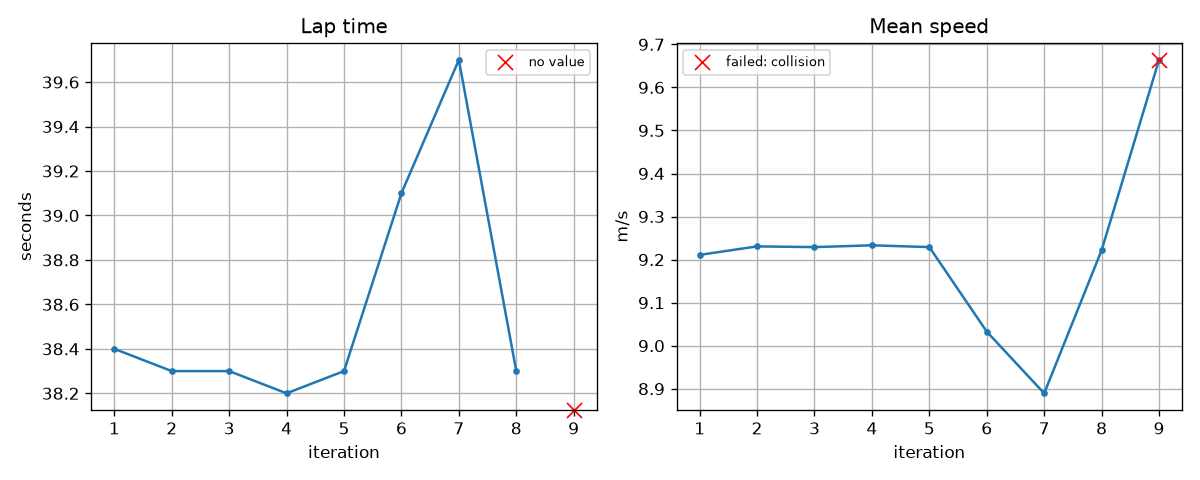 Lap time
no value
39.6
39.4
39.2
39.0
38.8
38.6
38.4
38.2
seconds
1 2 3 4 5 6 7 8 9
iteration
Mean speed
failed: collision
9.7
9.6
9.5
9.4
9.3
9.2
9.1
9.0
8.9
m/s
1 2 3 4 5 6 7 8 9
iteration